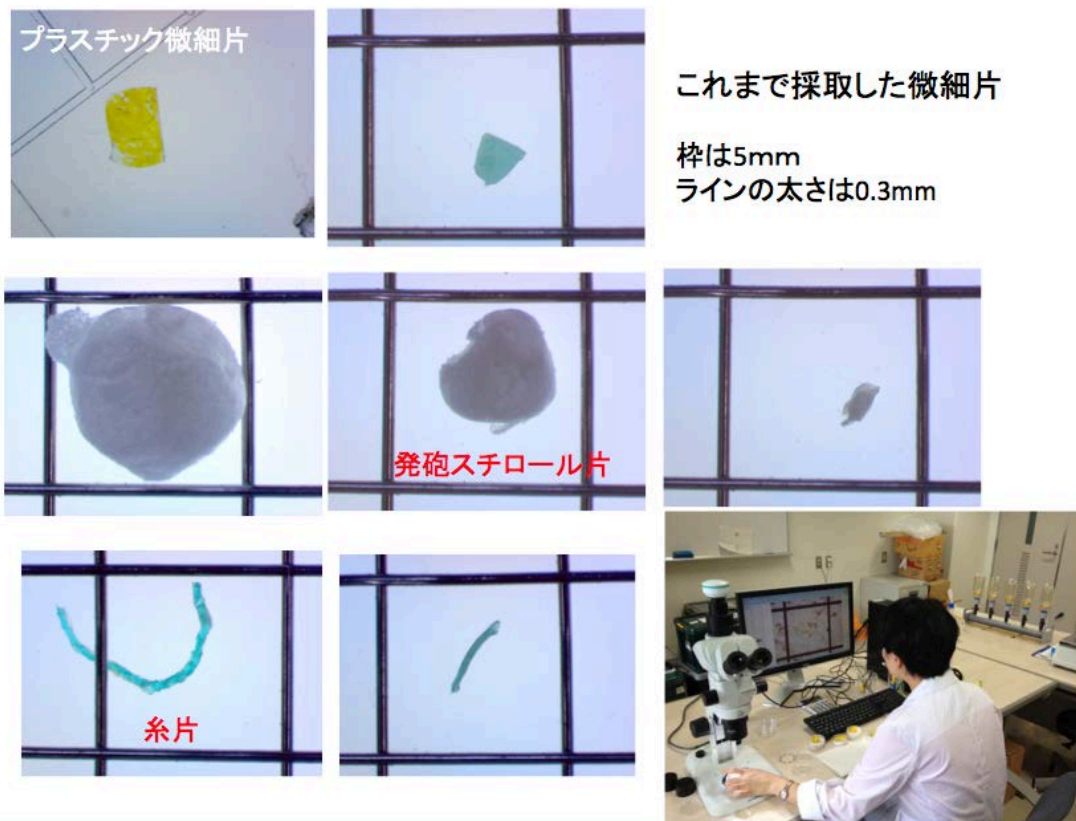 プラスチック微細片
これまで採取した微細片
枠は5mm
ラインの太さは0.3mm
発砲スチロール片
糸片